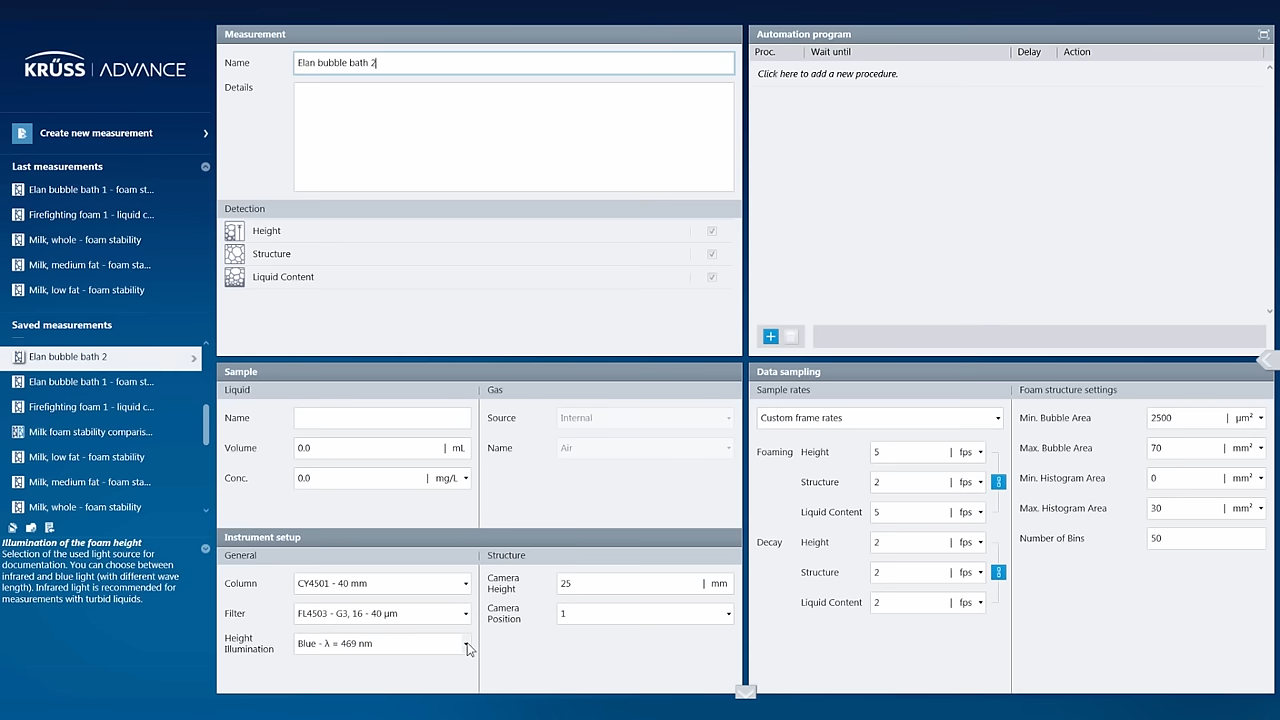 KRÜSS | ADVANCE
Create new measurement
Last measurements
Elan bubble bath 1 - foam st...
Firefighting foam 1 - liquid c...
Milk, whole - foam stability
Milk, medium fat - foam sta...
Milk, low fat - foam stability
Saved measurements
Elan bubble bath 2
Elan bubble bath 1 - foam st...
Firefighting foam 1 - liquid c...
Milk foam stability comparis...
Milk, low fat - foam stability
Milk, medium fat - foam sta...
Milk, whole - foam stability
Illumination of the foam height
Selection of the used light source for
documentation. You can choose between
infrared and blue light (with different wave
length). Infrared light is recommended for
measurements with turbid liquids.
Measurement
Name Elan bubble bath 2
Details
Detection
Height
Structure
Liquid Content
Sample
Liquid
Name
Volume 0.0 | mL
Conc. 0.0 | mg/L
Gas
Source Internal
Name Air
Instrument setup
General
Column CY4501 - 40 mm
Filter FL4503 - G3, 16 - 40 µm
Height
Illumination Blue - λ = 469 nm
Structure
Camera
Height 25 | mm
Camera
Position 1
Automation program
Proc. Wait until Delay Action
Click here to add a new procedure.
Data sampling
Sample rates
Custom frame rates
Foaming Height 5 | fps
Structure 2 | fps
Liquid Content 5 | fps
Decay Height 2 | fps
Structure 2 | fps
Liquid Content 2 | fps
Foam structure settings
Min. Bubble Area 2500 | µm²
Max. Bubble Area 70 | mm²
Min. Histogram Area 0 | mm²
Max. Histogram Area 30 | mm²
Number of Bins 50